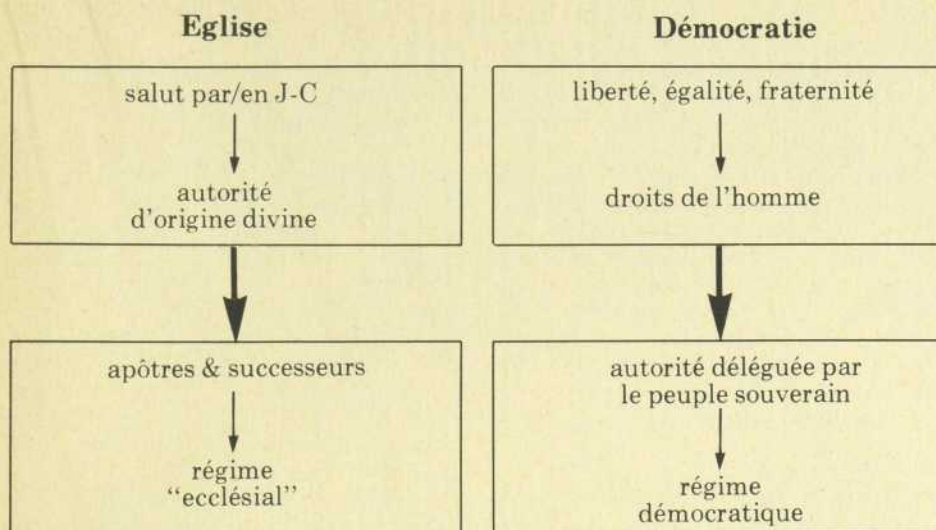 Eglise
salut par/en J-C
autorité
d'origine divine
apôtres & successeurs
régime
“ecclésial”
Démocratie
liberté, égalité, fraternité
droits de l'homme
autorité déléguée par
le peuple souverain
régime
démocratique